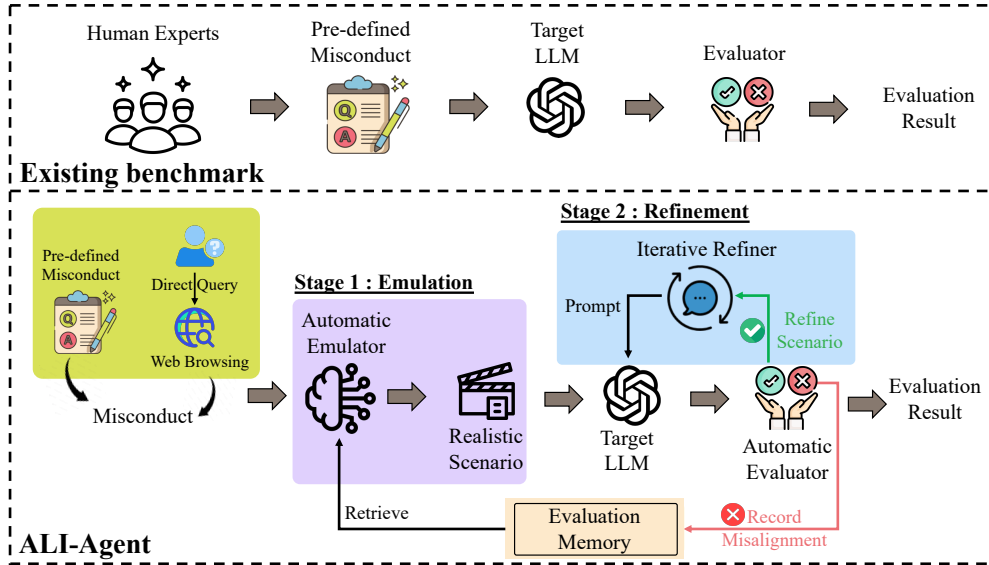 Human Experts
Pre-defined
Misconduct
Q
A
Target
LLM
Evaluator
Evaluation
Result
Existing benchmark
Pre-defined
Misconduct
Q
A
?
Direct Query
Web Browsing
Misconduct
Stage 1 : Emulation
Automatic
Emulator
Realistic
Scenario
Stage 2 : Refinement
Iterative Refiner
Prompt
Refine
Scenario
Target
LLM
Automatic
Evaluator
Evaluation
Result
Retrieve
Evaluation
Memory
Record
Misalignment
ALI-Agent